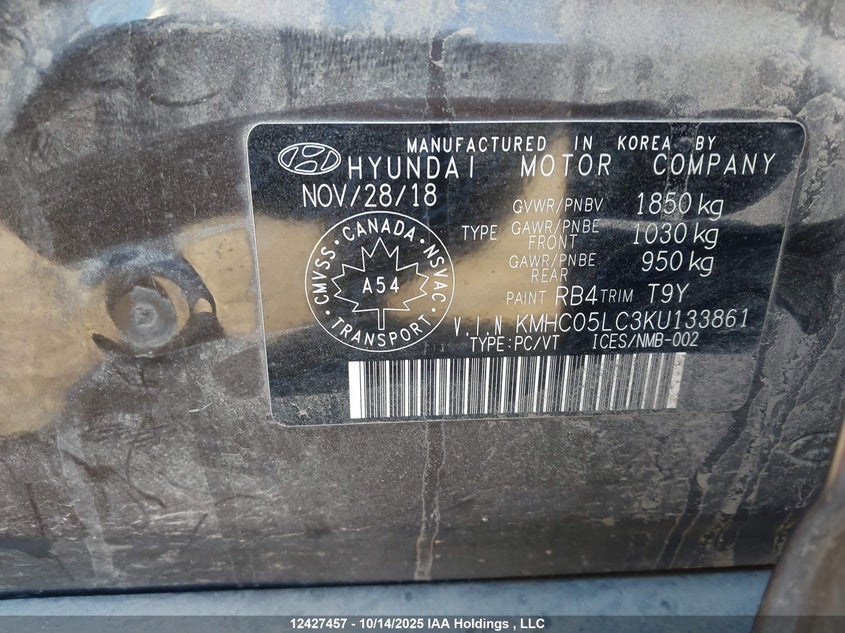 MANUFACTURED IN KOREA BY
HYUNDAI MOTOR COMPANY
NOV/28/18
GVWR/PNBV 1850 kg
TYPE GAWR/PNBE FRONT 1030 kg
GAWR/PNBE REAR 950 kg
PAINT RB4 TRIM T9Y
V.I.N KMHC05LC3KU133861
TYPE:PC/VT ICES/NMB-002
CMVSS · CANADA · NSVAC · TRANSPORT ·
A54
12427457 - 10/14/2025 IAA Holdings , LLC